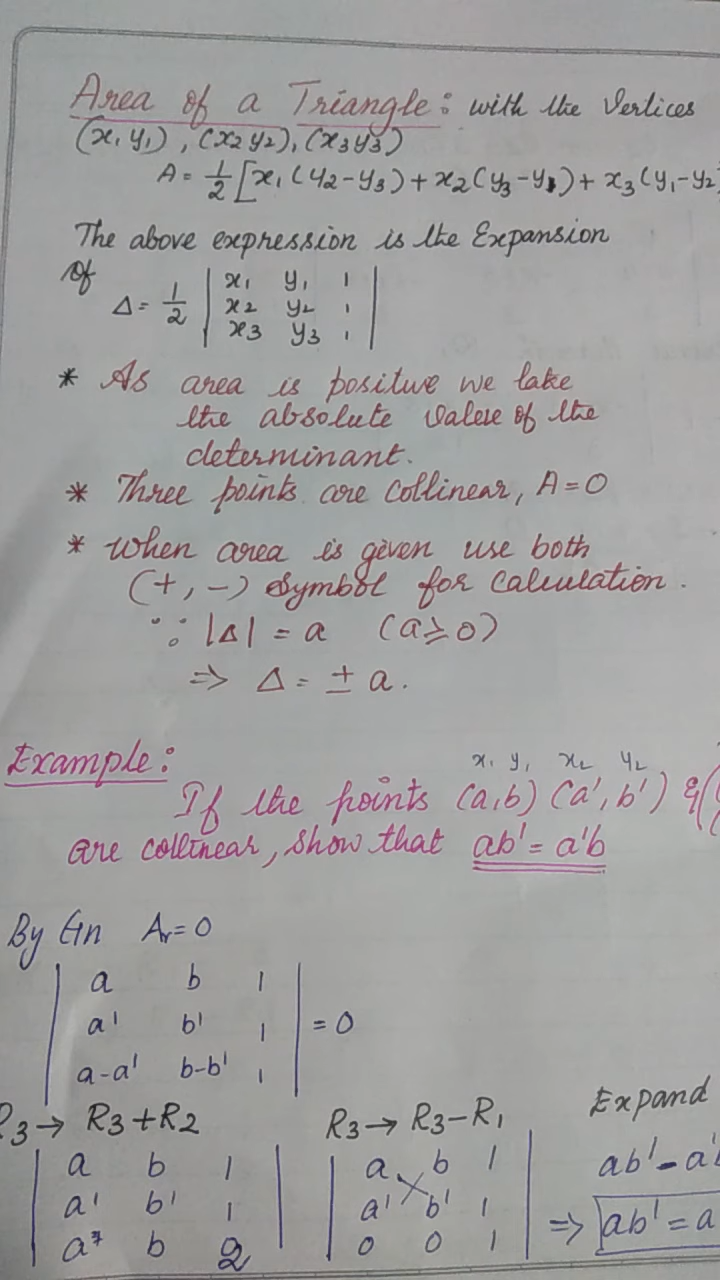 Area of a Triangle: with the Vertices
(x1 y1), (x2 y2), (x3 y3)
A = 1/2 [x1 (y2-y3) + x2 (y3-y1) + x3 (y1-y2)
The above expression is the Expansion
of
Δ = 1/2 | x1 y1 1 |
| x2 y2 1 |
| x3 y3 1 |
* As area is positive we take
the absolute value of the
determinant.
* Three points are collinear, A = 0
* When area is given use both
(+, -) Symbol for Calculation.
∵ |Δ| = a (a ≥ 0)
⇒ Δ = ± a.
Example:
x1 y1 x2 y2
If the points (a,b) (a',b') & (
are collinear, show that ab' = a'b
By Gn Ar = 0
| a b 1 |
| a' b' 1 | = 0
| a-a' b-b' 1 |
R3 → R3+R2 R3 → R3-R1 Expand
| a b 1 | | a b 1 | ab' - a'b
| a' b' 1 | | a' b' 1 | ⇒ ab' = a
| a b 2 | | 0 0 1 |